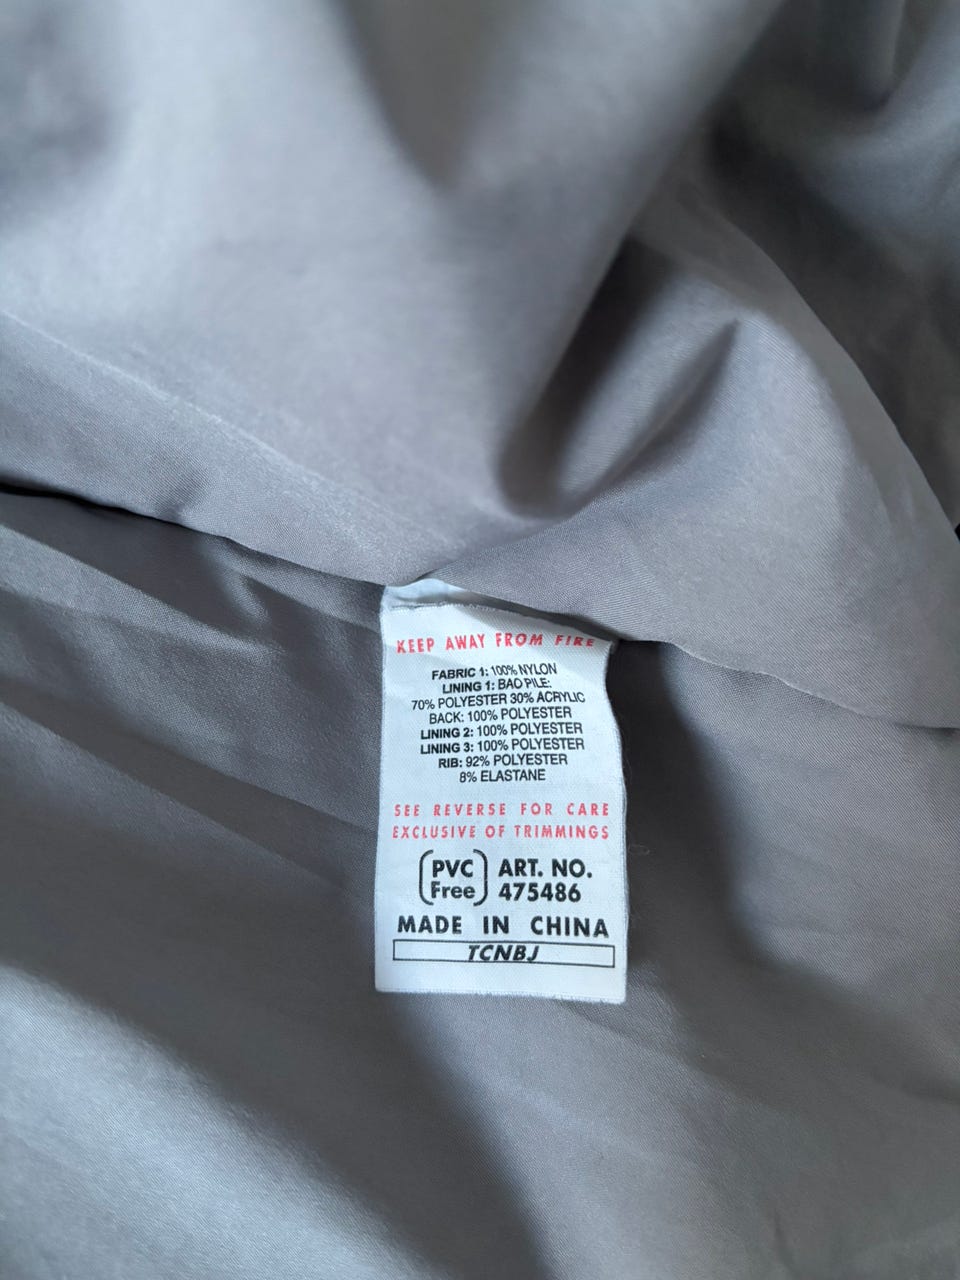 KEEP AWAY FROM FIRE
FABRIC 1: 100% NYLON
LINING 1: BAO PILE:
70% POLYESTER 30% ACRYLIC
BACK: 100% POLYESTER
LINING 2: 100% POLYESTER
LINING 3: 100% POLYESTER
RIB: 92% POLYESTER
8% ELASTANE
SEE REVERSE FOR CARE
EXCLUSIVE OF TRIMMINGS
PVC Free
ART. NO.
475486
MADE IN CHINA
TCNBJ